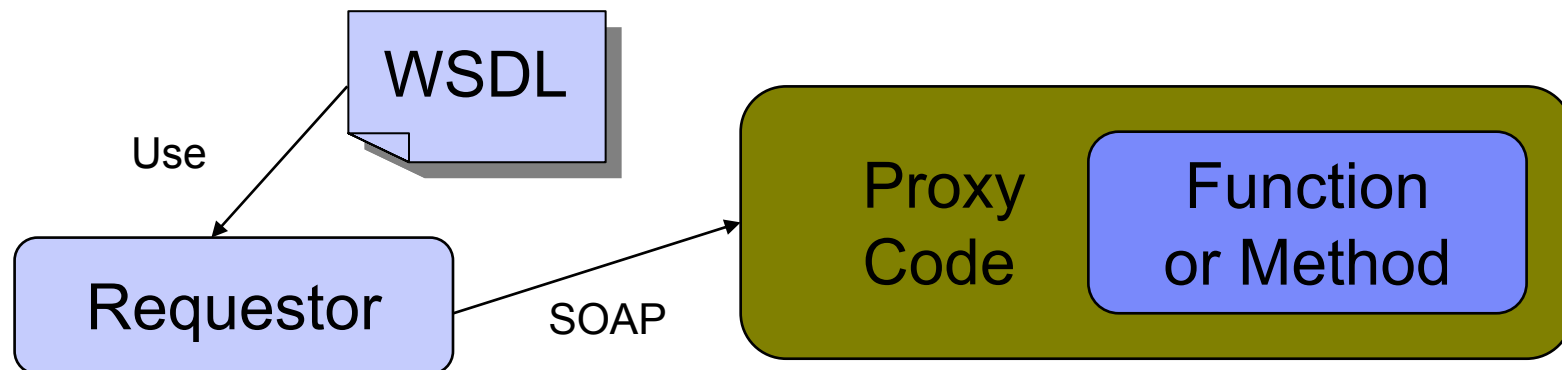 WSDL
Use
Requestor
SOAP
Proxy
Code
Function
or Method